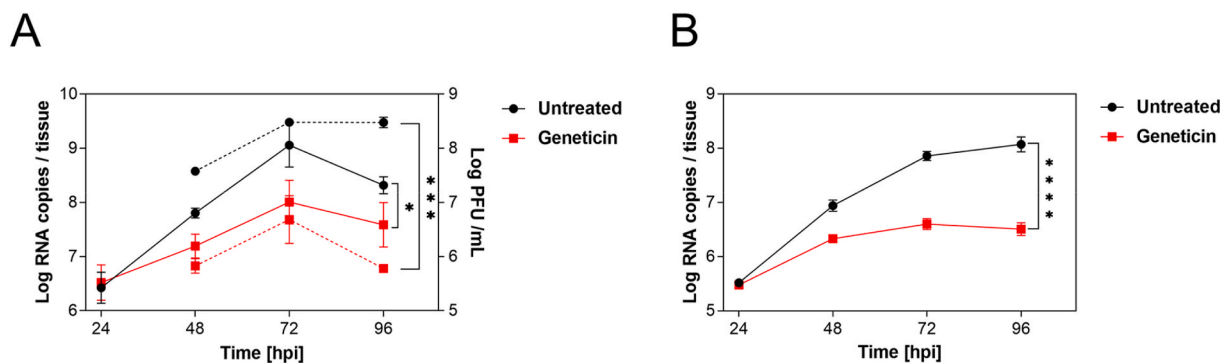 A
B
Log RNA copies / tissue
10
9
8
7
6
24
48
72
96
Time [hpi]
9
8
7
6
5
Log PFU /mL
*
***
Untreated
Geneticin
Log RNA copies / tissue
9
8
7
6
5
24
48
72
96
Time [hpi]
****
Untreated
Geneticin